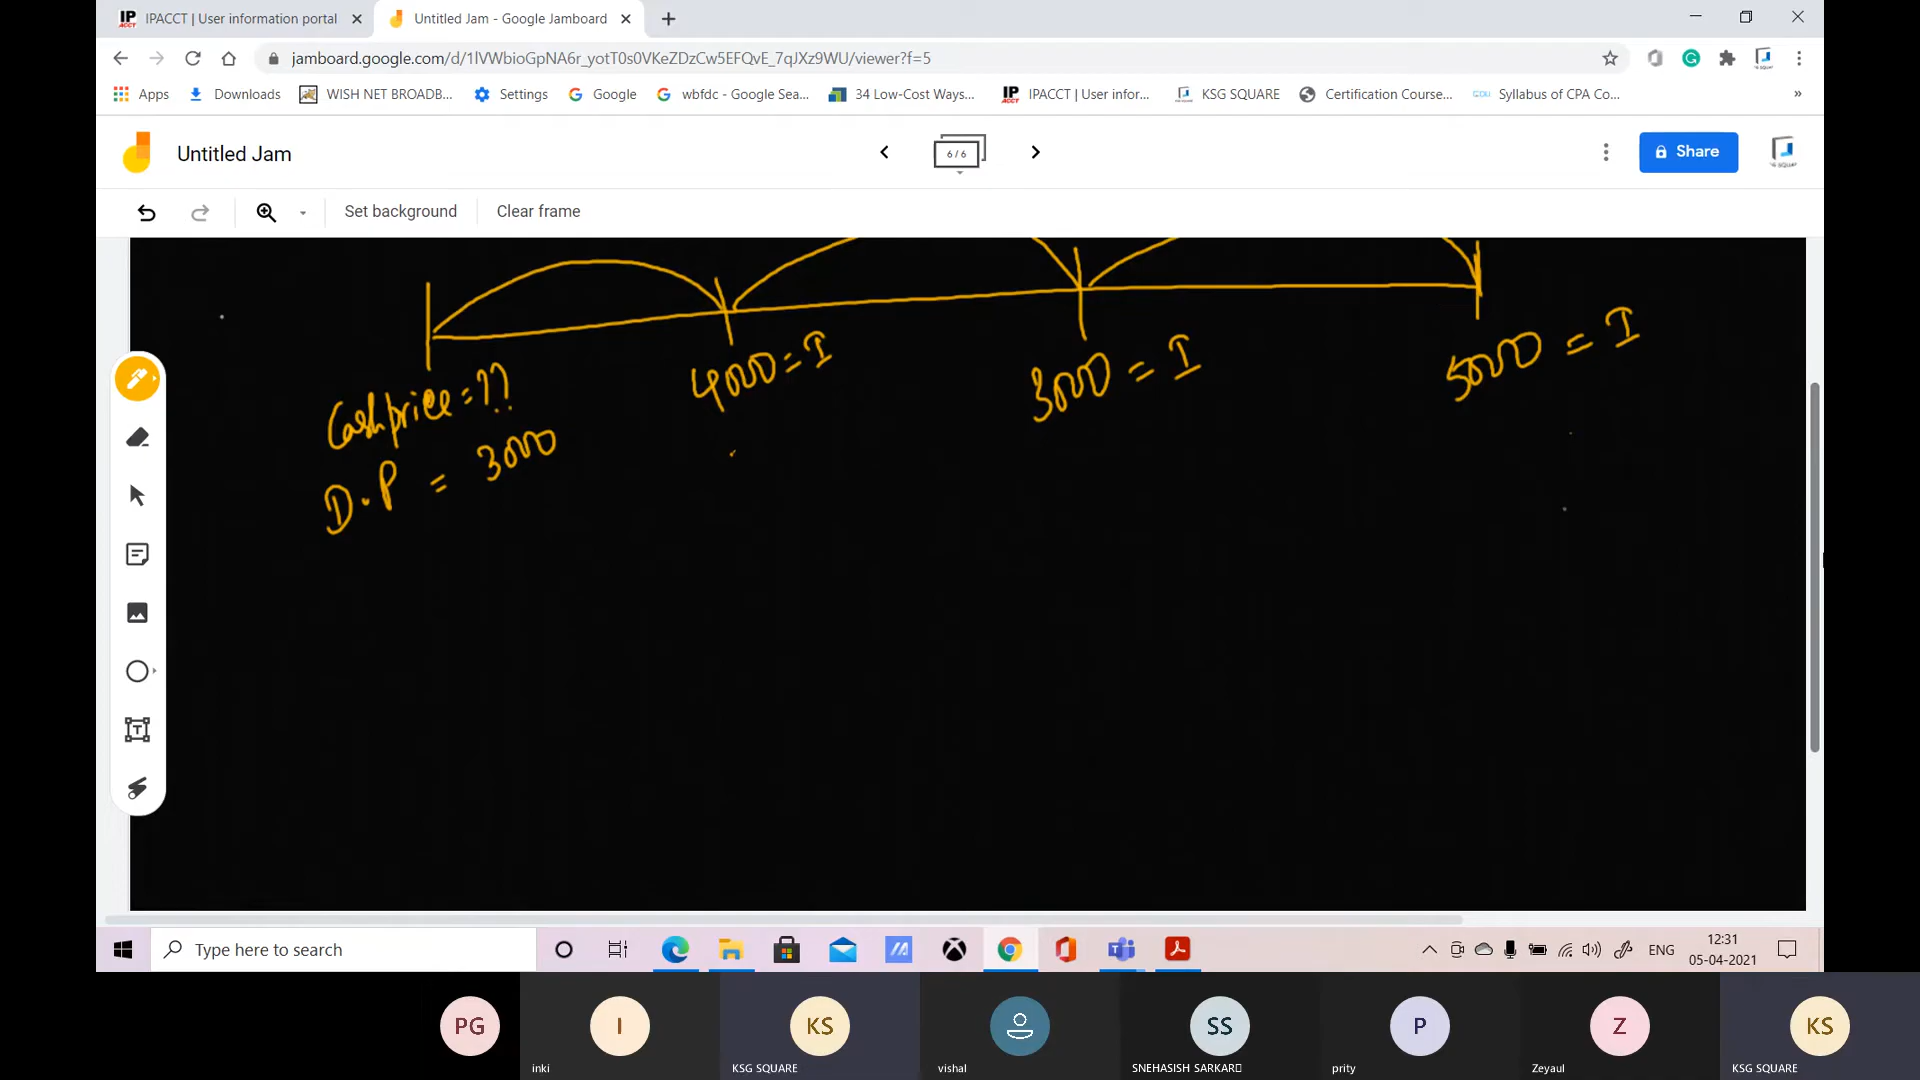 IPACCT | User information portal
Untitled Jam - Google Jamboard
jamboard.google.com/d/1lVWbioGpNA6r_yotT0s0VKeZDzCw5EFQvE_7qJXz9WU/viewer?f=5
Apps Downloads WISH NET BROADB... Settings Google wbfdc - Google Sea... 34 Low-Cost Ways... IPACCT | User infor... KSG SQUARE Certification Course... Syllabus of CPA Co... »
Untitled Jam
6 / 6
Share
Set background Clear frame
4000 = I 3000 = I 5000 = I
Cash price = ??
D.P = 3000
Type here to search
ENG
12:31
05-04-2021
PG I KS SS P Z KS
inki KSG SQUARE vishal SNEHASISH SARKAR prity Zeyaul KSG SQUARE